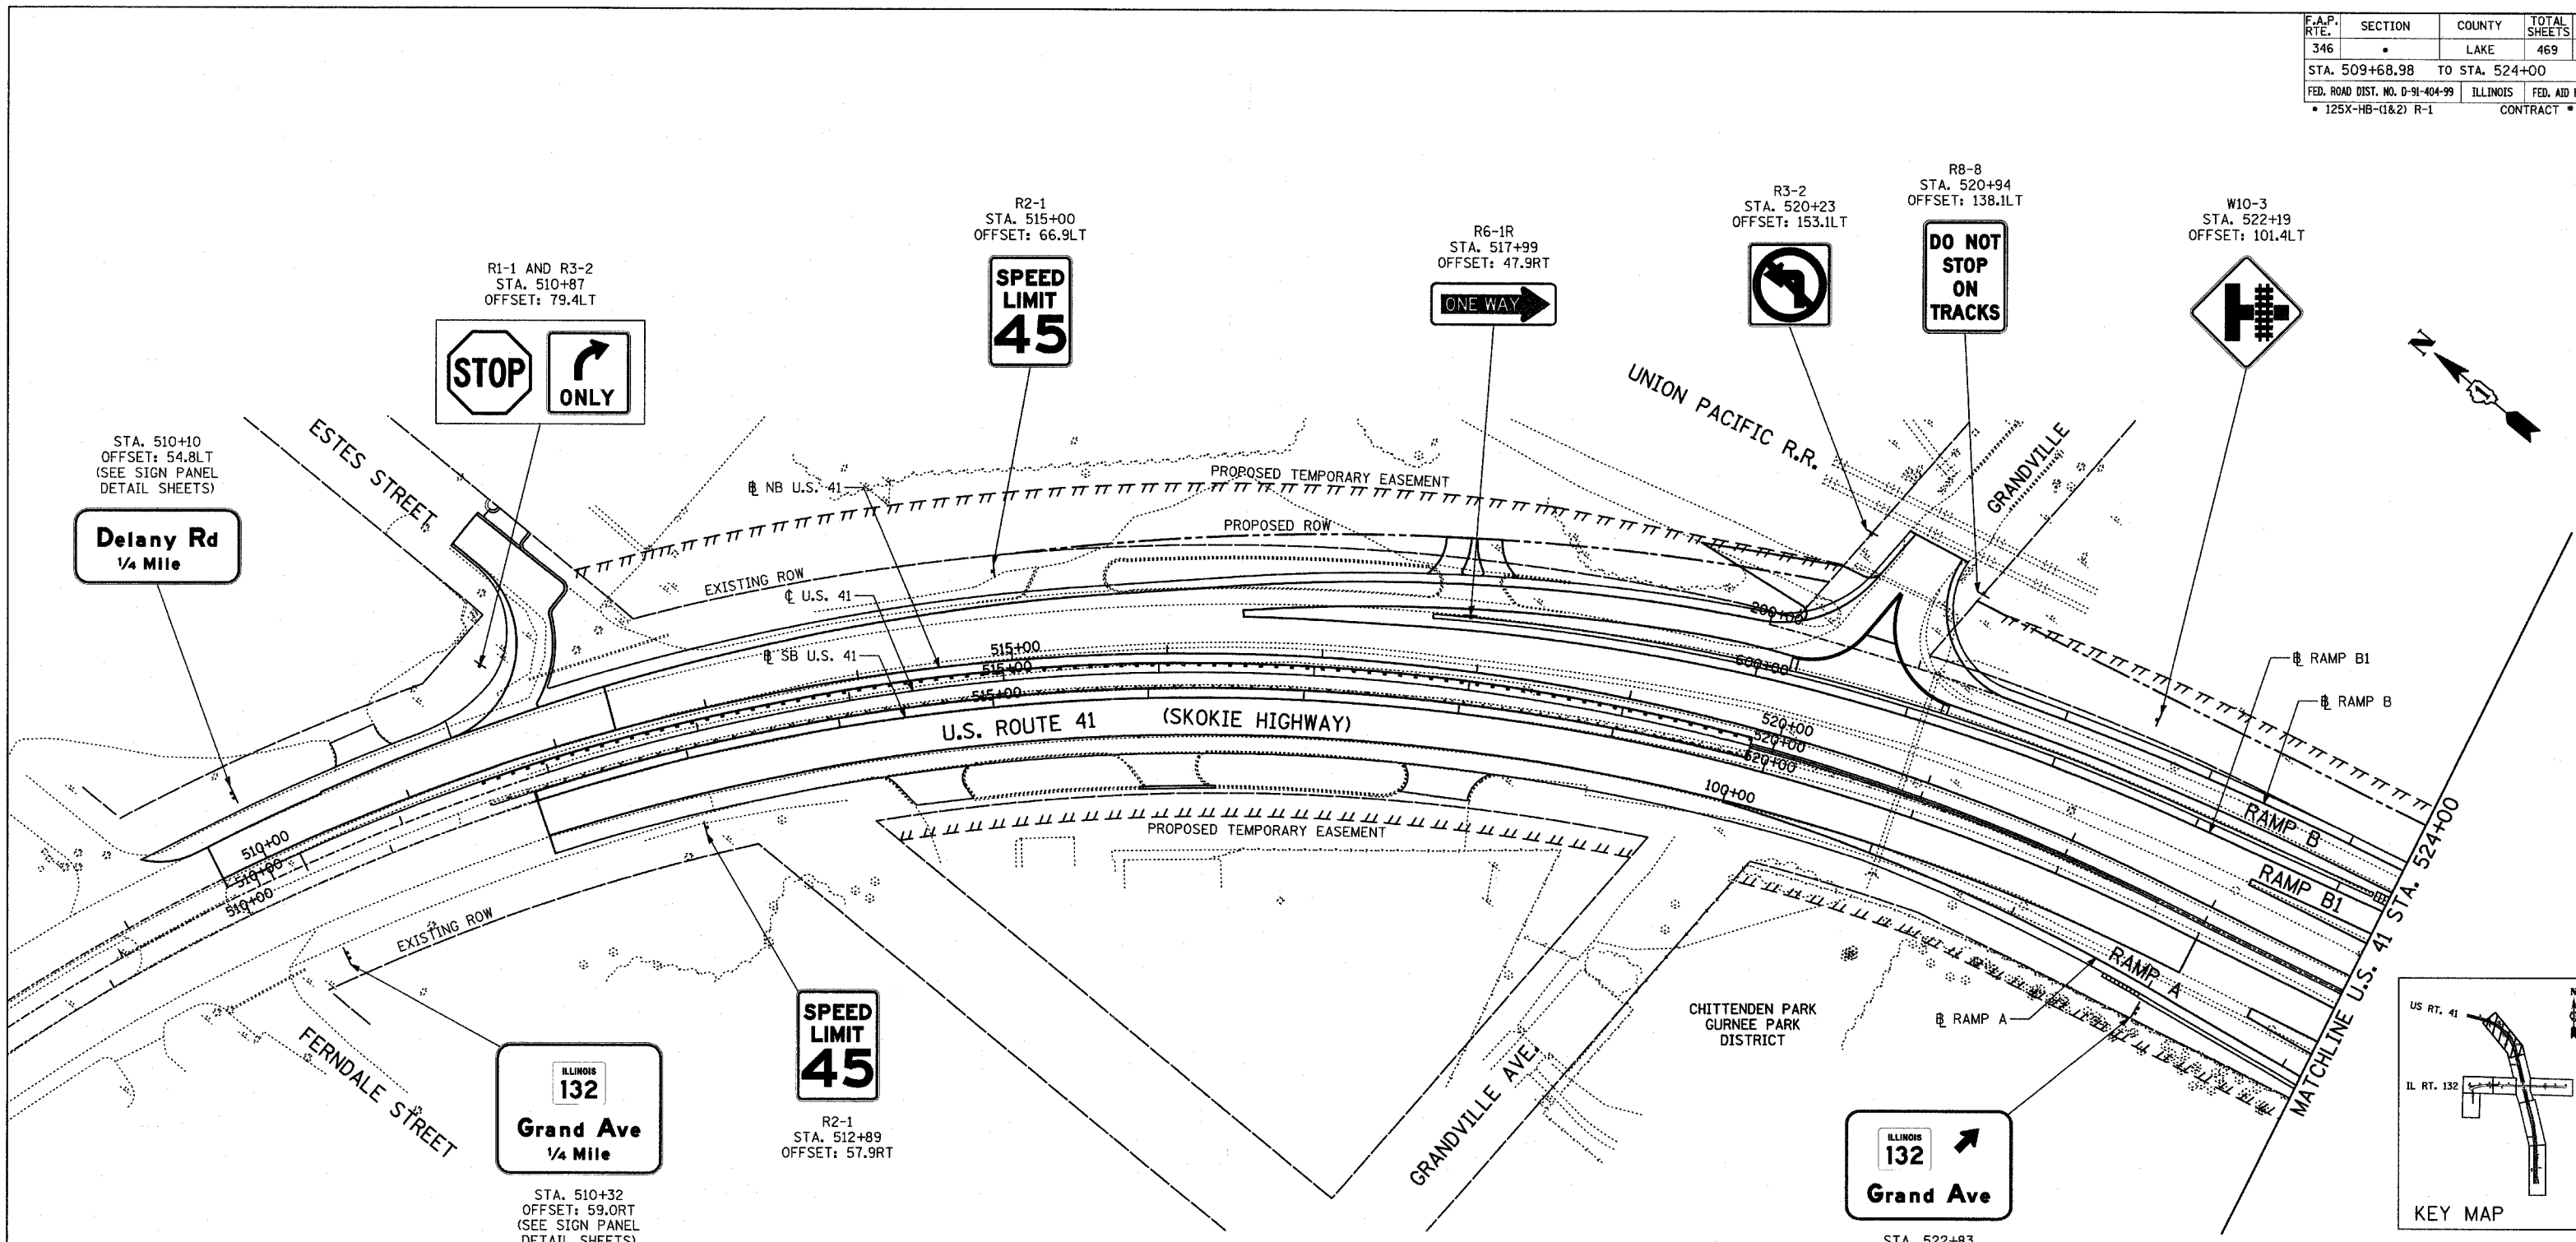 F.A.P. RTE. SECTION COUNTY TOTAL SHEETS
346 • LAKE 469
STA. 509+68.98 TO STA. 524+00
FED. ROAD DIST. NO. D-91-404-99 ILLINOIS FED. AID
• 125X-HB-(1&2) R-1 CONTRACT
R1-1 AND R3-2
STA. 510+87
OFFSET: 79.4LT
STOP
ONLY
R2-1
STA. 515+00
OFFSET: 66.9LT
SPEED
LIMIT
45
R6-1R
STA. 517+99
OFFSET: 47.9RT
ONE WAY
R3-2
STA. 520+23
OFFSET: 153.1LT
R8-8
STA. 520+94
OFFSET: 138.1LT
DO NOT
STOP
ON
TRACKS
W10-3
STA. 522+19
OFFSET: 101.4LT
N
STA. 510+10
OFFSET: 54.8LT
(SEE SIGN PANEL
DETAIL SHEETS)
Delany Rd
1/4 Mile
ESTES STREET
UNION PACIFIC R.R.
GRANDVILLE
℄ NB U.S. 41
PROPOSED TEMPORARY EASEMENT
PROPOSED ROW
EXISTING ROW
℄ U.S. 41
℄ SB U.S. 41
200+00
600+00
515+00
515+00
515+00
U.S. ROUTE 41 (SKOKIE HIGHWAY)
520+00
520+00
520+00
100+00
℄ RAMP B1
℄ RAMP B
RAMP B
RAMP B1
510+00
510+00
510+00
EXISTING ROW
PROPOSED TEMPORARY EASEMENT
RAMP A
℄ RAMP A
MATCHLINE U.S. 41 STA. 524+00
FERNDALE STREET
ILLINOIS
132
Grand Ave
1/4 Mile
STA. 510+32
OFFSET: 59.0RT
(SEE SIGN PANEL
DETAIL SHEETS)
SPEED
LIMIT
45
R2-1
STA. 512+89
OFFSET: 57.9RT
GRANDVILLE AVE.
CHITTENDEN PARK
GURNEE PARK
DISTRICT
ILLINOIS
132
Grand Ave
STA. 522+83
US RT. 41
IL RT. 132
KEY MAP